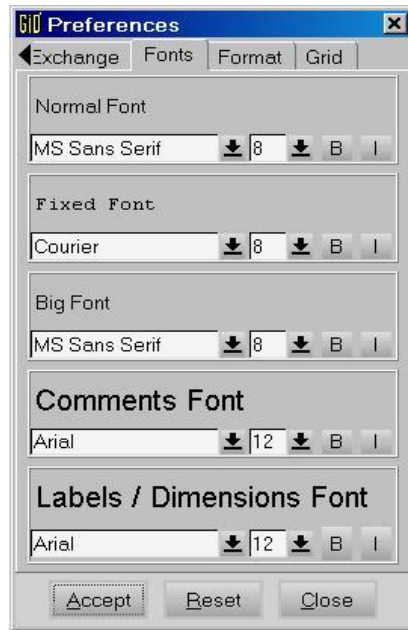 GiD Preferences
Exchange Fonts Format Grid
Normal Font
MS Sans Serif 8 B I
Fixed Font
Courier 8 B I
Big Font
MS Sans Serif 8 B I
Comments Font
Arial 12 B I
Labels / Dimensions Font
Arial 12 B I
Accept Reset Close